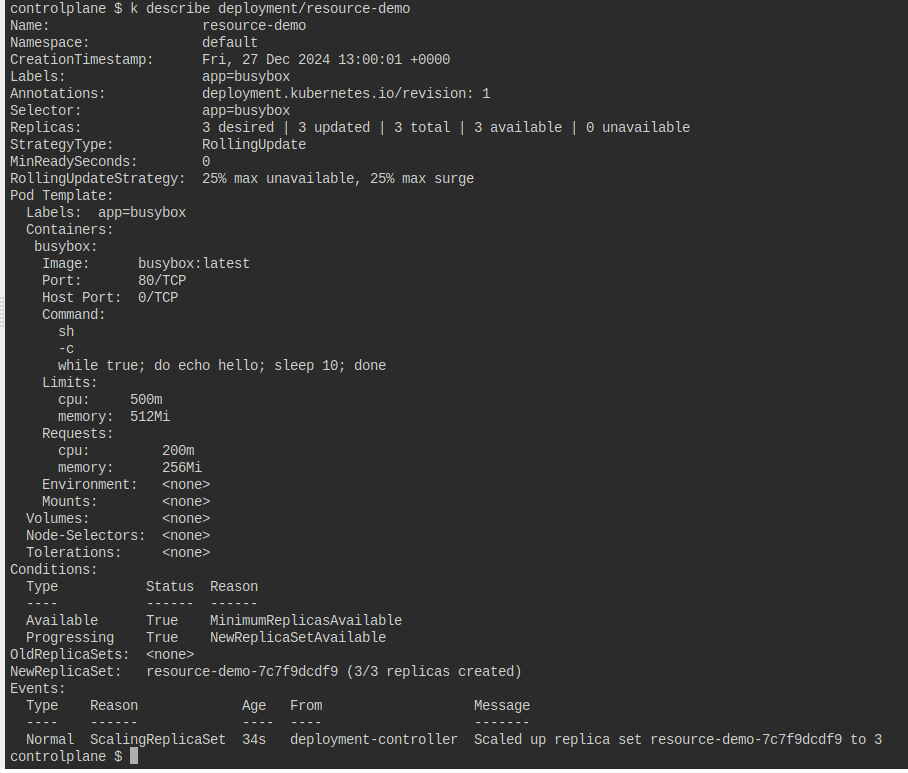 controlplane $ k describe deployment/resource-demo
Name:                   resource-demo
Namespace:              default
CreationTimestamp:      Fri, 27 Dec 2024 13:00:01 +0000
Labels:                 app=busybox
Annotations:            deployment.kubernetes.io/revision: 1
Selector:               app=busybox
Replicas:               3 desired | 3 updated | 3 total | 3 available | 0 unavailable
StrategyType:           RollingUpdate
MinReadySeconds:        0
RollingUpdateStrategy:  25% max unavailable, 25% max surge
Pod Template:
  Labels:  app=busybox
  Containers:
   busybox:
    Image:      busybox:latest
    Port:       80/TCP
    Host Port:  0/TCP
    Command:
      sh
      -c
      while true; do echo hello; sleep 10; done
    Limits:
      cpu:     500m
      memory:  512Mi
    Requests:
      cpu:         200m
      memory:      256Mi
    Environment:   <none>
    Mounts:        <none>
  Volumes:         <none>
  Node-Selectors:  <none>
  Tolerations:     <none>
Conditions:
  Type           Status  Reason
  ----           ------  ------
  Available      True    MinimumReplicasAvailable
  Progressing    True    NewReplicaSetAvailable
OldReplicaSets:  <none>
NewReplicaSet:   resource-demo-7c7f9dcdf9 (3/3 replicas created)
Events:
  Type    Reason             Age   From                   Message
  ----    ------             ----  ----                   -------
  Normal  ScalingReplicaSet  34s   deployment-controller  Scaled up replica set resource-demo-7c7f9dcdf9 to 3
controlplane $